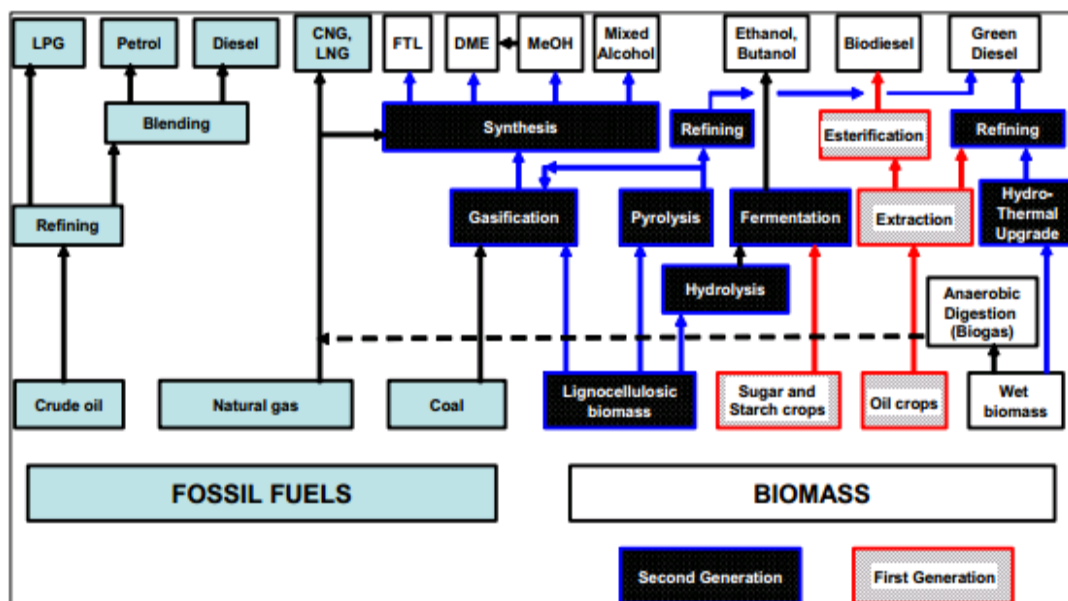 LPG
Petrol
Diesel
CNG,
LNG
FTL
DME
MeOH
Mixed
Alcohol
Ethanol,
Butanol
Biodiesel
Green
Diesel
Blending
Synthesis
Refining
Esterification
Refining
Refining
Gasification
Pyrolysis
Fermentation
Extraction
Hydro-
Thermal
Upgrade
Hydrolysis
Anaerobic
Digestion
(Biogas)
Crude oil
Natural gas
Coal
Lignocellulosic
biomass
Sugar and
Starch crops
Oil crops
Wet
biomass
FOSSIL FUELS
BIOMASS
Second Generation
First Generation